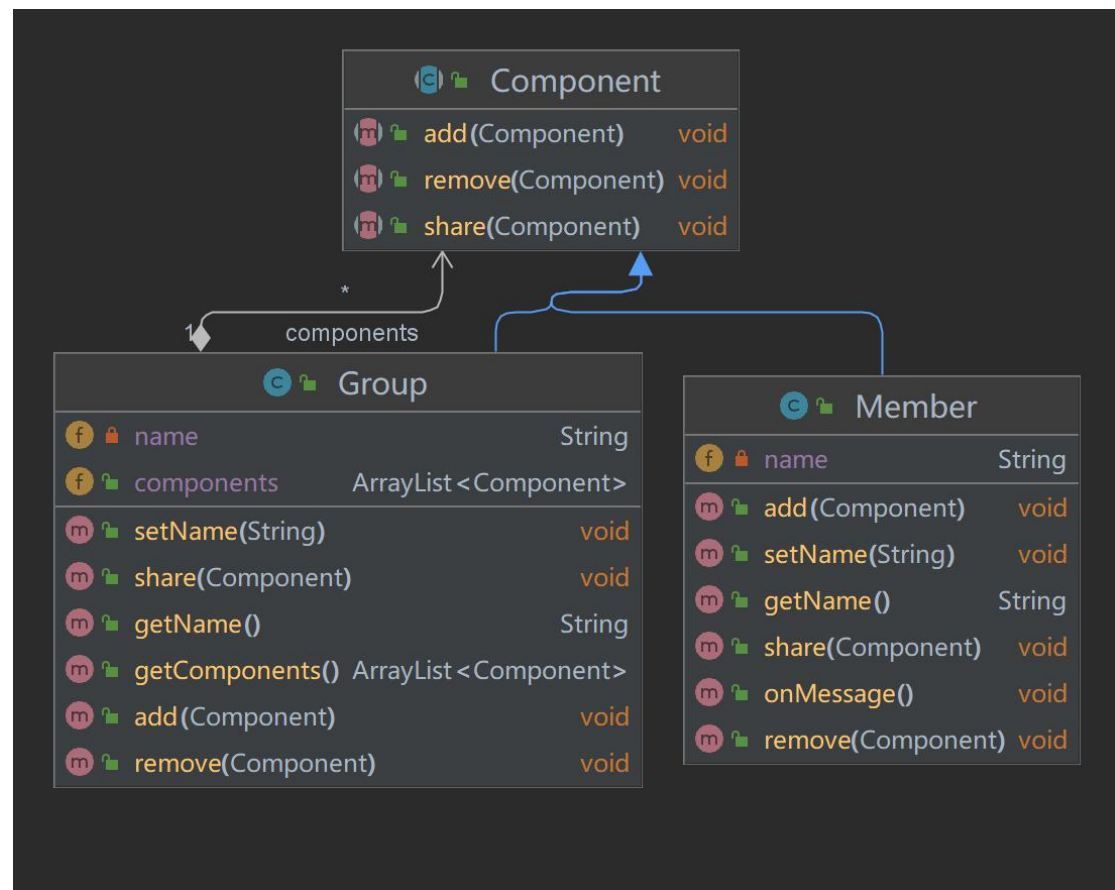 Component
add(Component) void
remove(Component) void
share(Component) void
*
1
components
Group
name String
components ArrayList<Component>
setName(String) void
share(Component) void
getName() String
getComponents() ArrayList<Component>
add(Component) void
remove(Component) void
Member
name String
add(Component) void
setName(String) void
getName() String
share(Component) void
onMessage() void
remove(Component) void